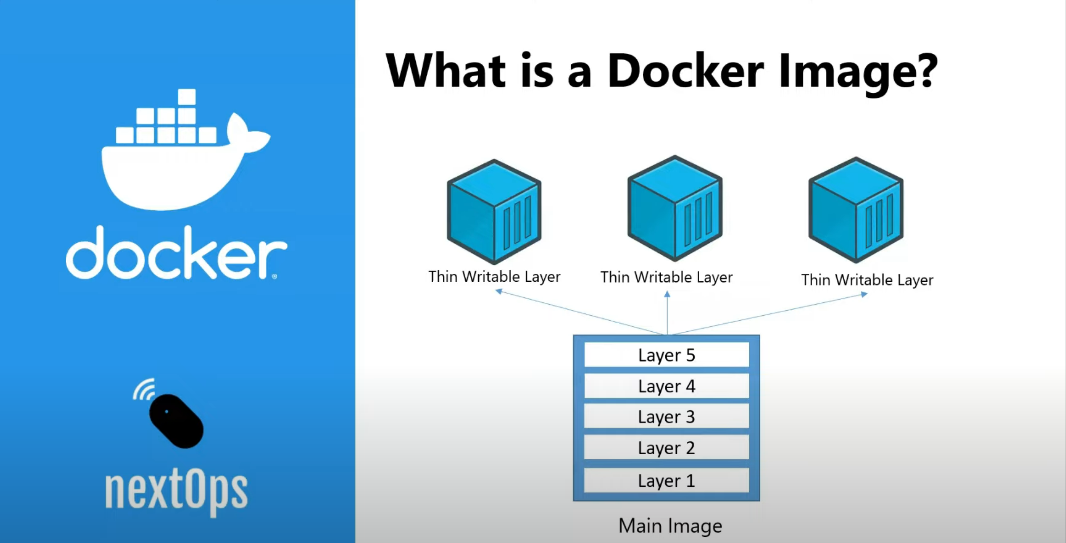 What is a Docker Image?
docker
Thin Writable Layer
Thin Writable Layer
Thin Writable Layer
Layer 5
Layer 4
Layer 3
Layer 2
Layer 1
Main Image
nextOps